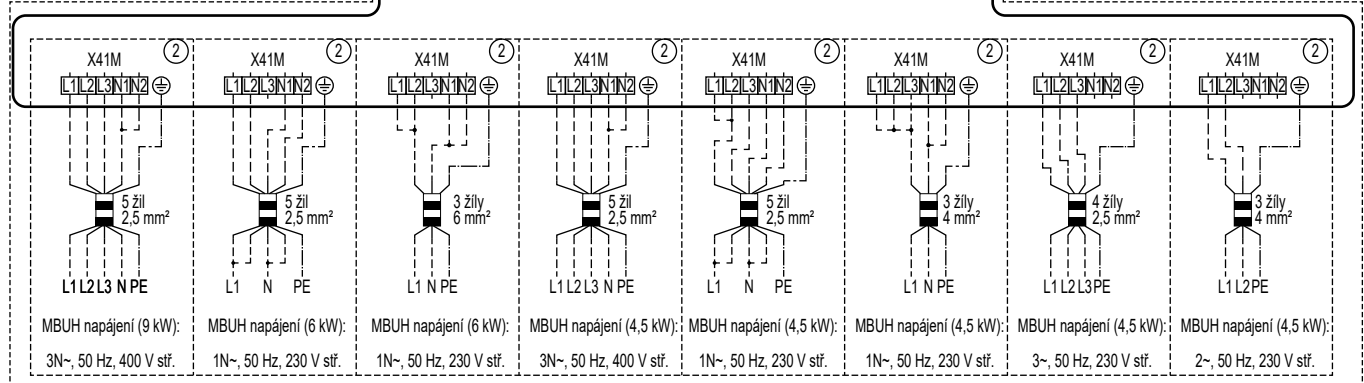 2 2 2 2 2 2 2 2
X41M X41M X41M X41M X41M X41M X41M X41M
L1 L2 L3 N1 N2 L1 L2 L3 N1 N2 L1 L2 L3 N1 N2 L1 L2 L3 N1 N2 L1 L2 L3 N1 N2 L1 L2 L3 N1 N2 L1 L2 L3 N1 N2 L1 L2 L3 N1 N2
5 žil 5 žil 3 žíly 5 žil 5 žil 3 žíly 4 žíly 3 žíly
2,5 mm² 2,5 mm² 6 mm² 2,5 mm² 2,5 mm² 4 mm² 2,5 mm² 4 mm²
L1 L2 L3 N PE L1 N PE L1 N PE L1 L2 L3 N PE L1 N PE L1 N PE L1 L2 L3 PE L1 L2 PE
MBUH napájení (9 kW): MBUH napájení (6 kW): MBUH napájení (6 kW): MBUH napájení (4,5 kW): MBUH napájení (4,5 kW): MBUH napájení (4,5 kW): MBUH napájení (4,5 kW): MBUH napájení (4,5 kW):
3N~, 50 Hz, 400 V stř. 1N~, 50 Hz, 230 V stř. 1N~, 50 Hz, 230 V stř. 3N~, 50 Hz, 400 V stř. 1N~, 50 Hz, 230 V stř. 1N~, 50 Hz, 230 V stř. 3~, 50 Hz, 230 V stř. 2~, 50 Hz, 230 V stř.